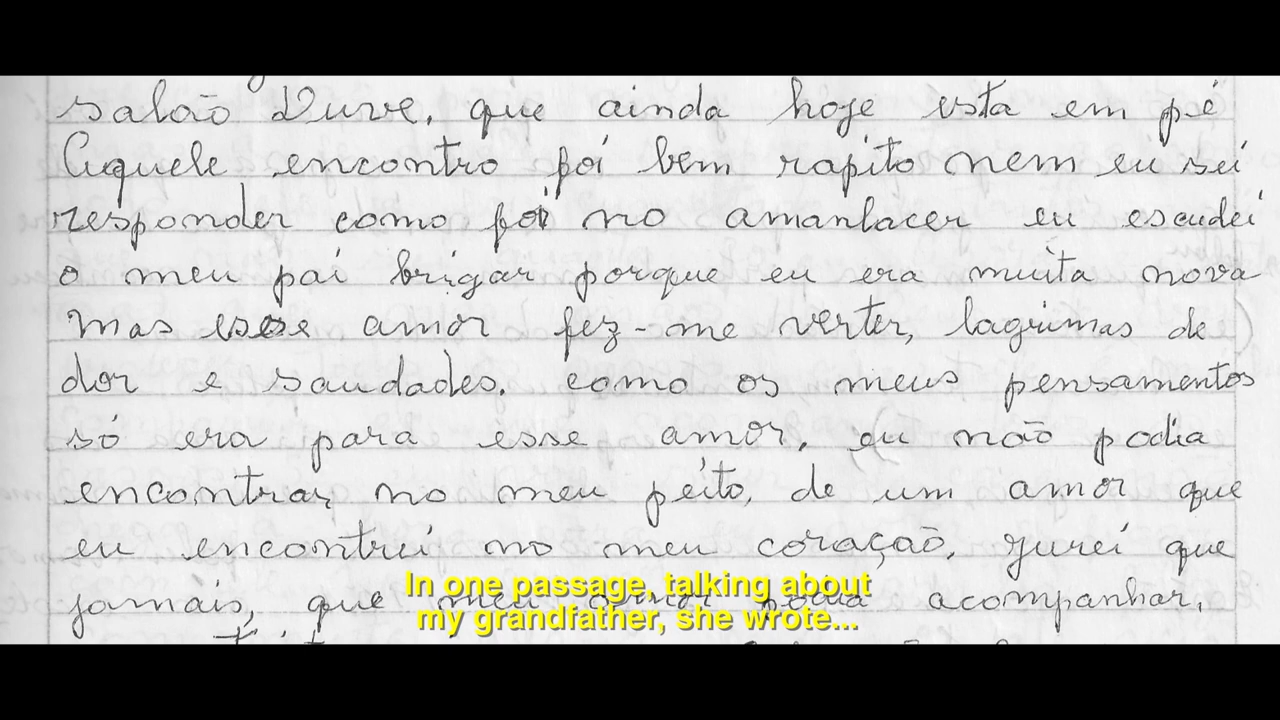 salão Duve, que ainda hoje esta em pé
Aquele encontro foi bem rapito nem eu sei
responder como foi no amanhacer eu escudei
o meu pai brigar porque eu era muita nova
mas esse amor fez-me verter, lagrimas de
dor e saudades. como os meus pensamentos
só era para esse amor, eu não podia
encontrar, no meu peito, de um amor que
eu encontrei no meu coração, Jurei que
jamais, que meu podia acompanhar,
In one passage, talking about
my grandfather, she wrote...